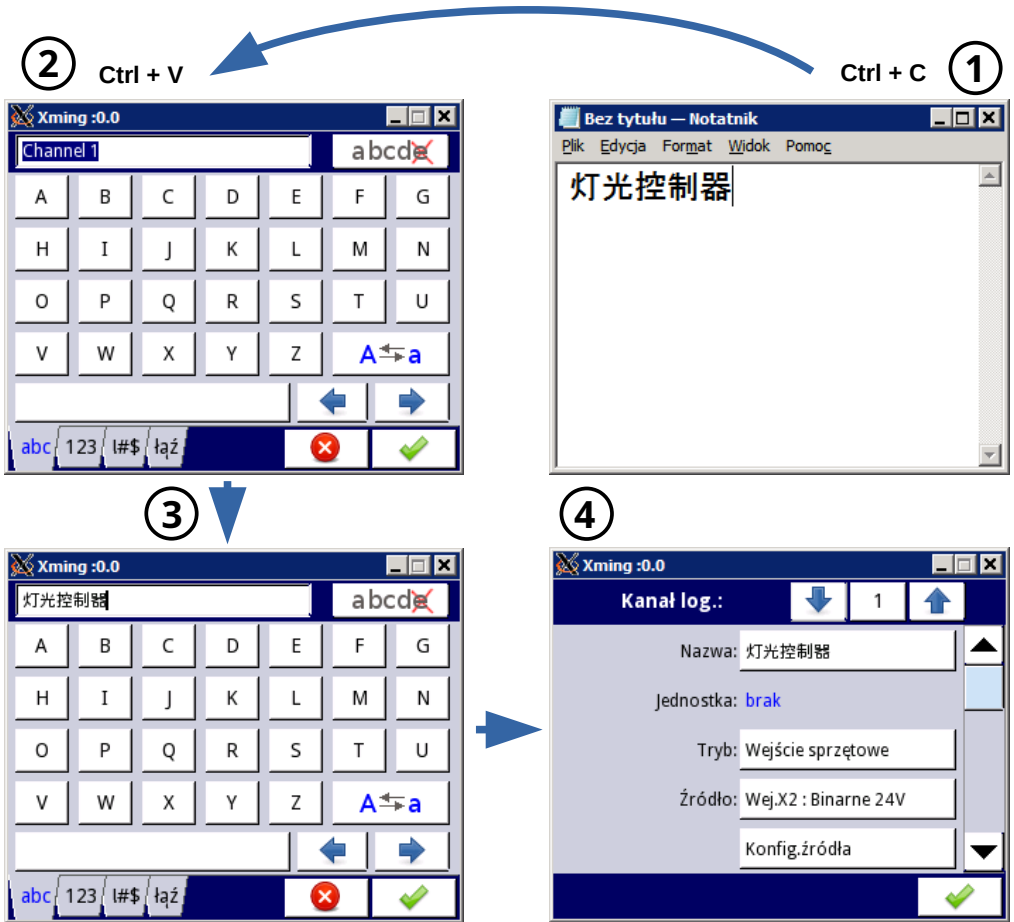 2
Ctrl + V
Ctrl + C
1
Xming :0.0
Channel 1
abcde
A B C D E F G
H I J K L M N
O P Q R S T U
V W X Y Z A a
abc 123 !#$ łąź
Bez tytułu — Notatnik
Plik Edycja Format Widok Pomoc
灯光控制器
3
Xming :0.0
灯光控制器
abcde
A B C D E F G
H I J K L M N
O P Q R S T U
V W X Y Z A a
abc 123 !#$ łąź
4
Xming :0.0
Kanał log.: 1
Nazwa: 灯光控制器
Jednostka: brak
Tryb: Wejście sprzętowe
Źródło: Wej.X2 : Binarne 24V
Konfig.źródła